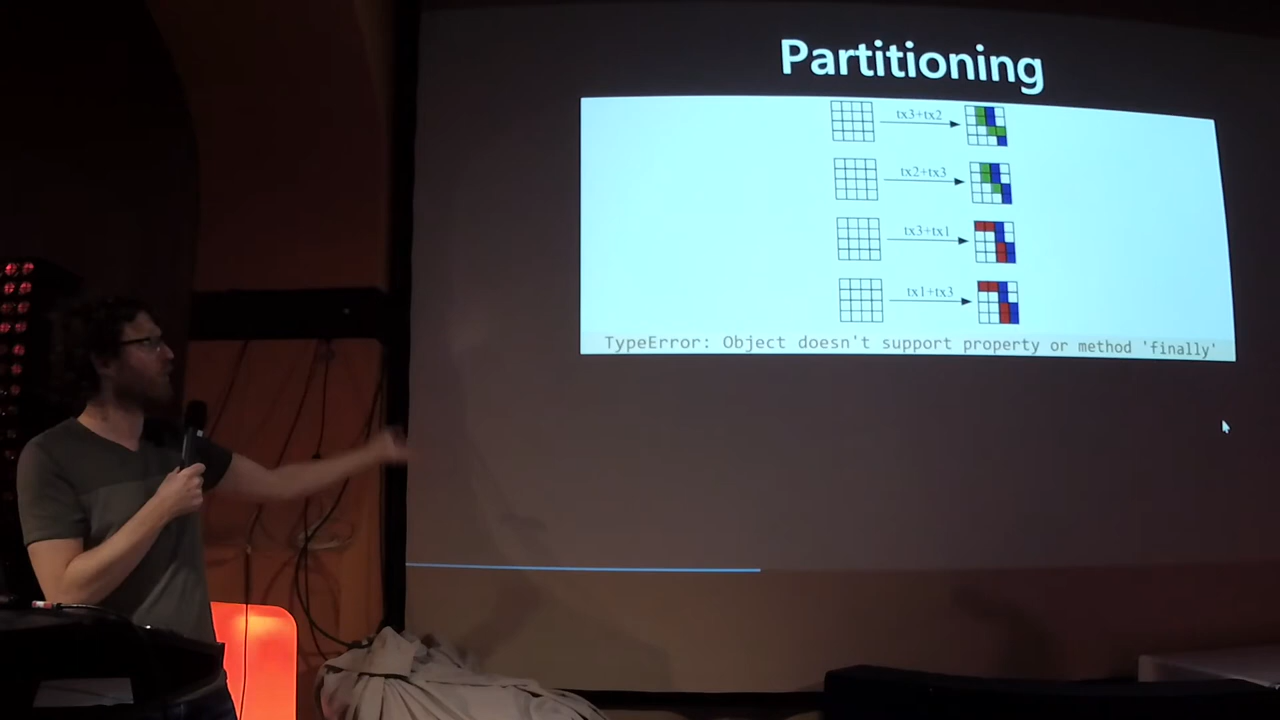 Partitioning
tx3+tx2
tx2+tx3
tx3+tx1
tx1+tx3
TypeError: Object doesn't support property or method 'finally'